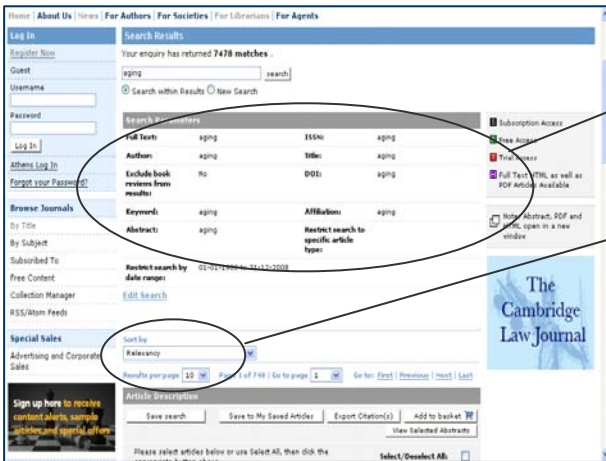 Home | About Us | News | For Authors | For Societies | For Librarians | For Agents
Log In
Register Now
Guest
Username
Password
Log In
Athens Log In
Forgot your Password?
Browse Journals
By Title
By Subject
Subscribed To
Free Content
Collection Manager
RSS/Atom Feeds
Special Sales
Advertising and Corporate
Sales
Sign up here to receive
content alerts, sample
articles and special offers
Search Results
Your enquiry has returned 7478 matches .
aging search
Search within Results New Search
Search Parameters
Full Text: aging ISSN: aging
Author: aging Title: aging
Exclude book No DOI: aging
reviews from
results:
Keyword: aging Affiliation: aging
Abstract: aging Restrict search to
specific article
type:
Restrict search by 01-01- to 31-12-2008
date range:
Edit Search
Sort by
Relevancy
Results per page 10 Page 1 of 748 | Go to page 1 Go to: First | Previous | Next | Last
Article Description
Save search Save to My Saved Articles Export Citation(s) Add to basket
View Selected Abstracts
Please select articles below or use Select All, then click the Select/Deselect All:
appropriate button above
Subscription Access
Free Access
Trial Access
Full Text HTML as well as
PDF Articles Available
Note: Abstract, PDF and
HTML open in a new
window
The
Cambridge
Law Journal